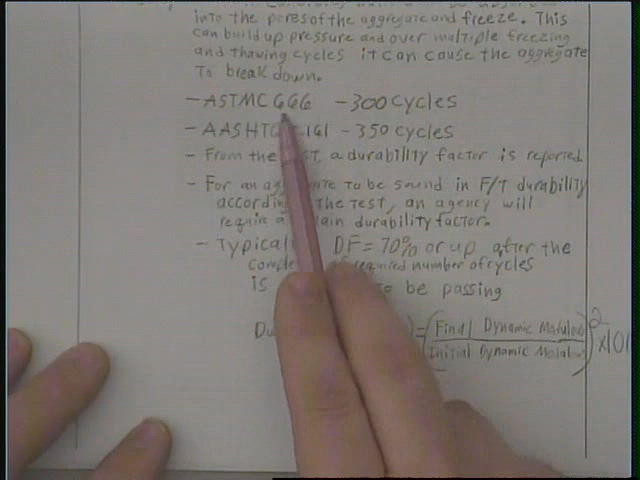 into the pores of the aggregate and freeze. This
can build up pressure and over multiple freezing
and thawing cycles it can cause the aggregate
To break down.
- ASTM C 666 - 300 cycles
- AASHTO 161 - 350 cycles
- From the test, a durability factor is reported
- For an aggregate to be sound in F/T durability
according the test, an agency will
require a durability factor.
- Typical DF = 70% or up after the
required number of cycles
is to be passing
= (Final Dynamic Modulus
Initial Dynamic Modulus)² x 10